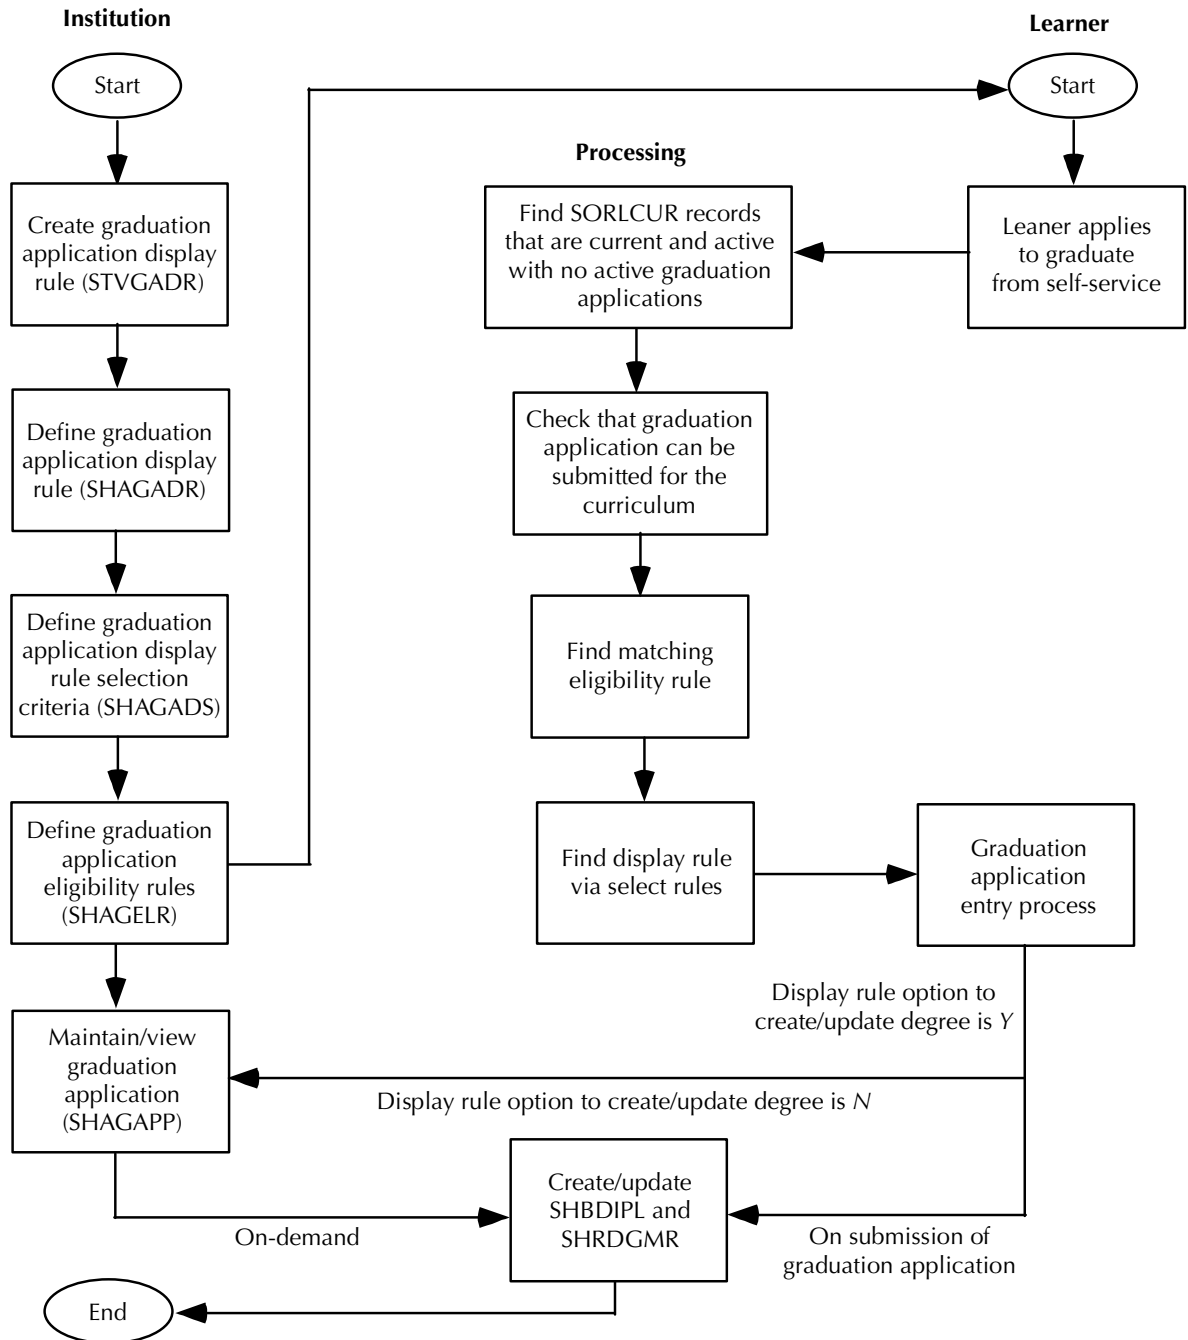 Institution
Learner
Start
Start
Processing
Create graduation
application display
rule (STVGADR)
Find SORLCUR records
that are current and active
with no active graduation
applications
Leaner applies
to graduate
from self-service
Define graduation
application display
rule (SHAGADR)
Check that graduation
application can be
submitted for the
curriculum
Define graduation
application display
rule selection
criteria (SHAGADS)
Find matching
eligibility rule
Define graduation
application
eligibility rules
(SHAGELR)
Find display rule
via select rules
Graduation
application
entry process
Display rule option to
create/update degree is Y
Maintain/view
graduation
application
(SHAGAPP)
Display rule option to create/update degree is N
Create/update
SHBDIPL and
SHRDGMR
On-demand
On submission of
graduation application
End